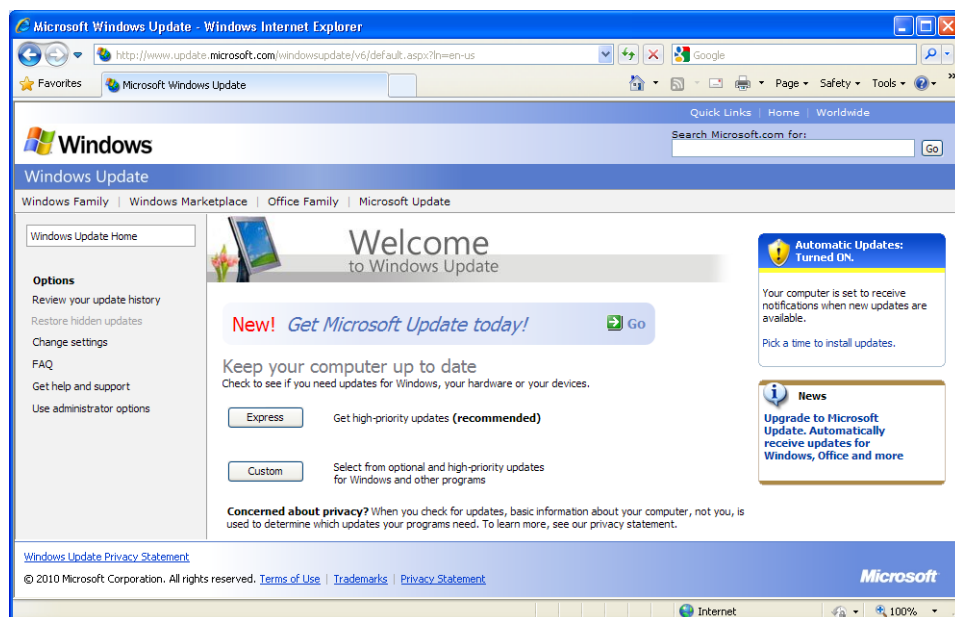 Microsoft Windows Update - Windows Internet Explorer
http://www.update.microsoft.com/windowsupdate/v6/default.aspx?ln=en-us
Google
Favorites
Microsoft Windows Update
Page
Safety
Tools
»
Quick Links | Home | Worldwide
Windows
Search Microsoft.com for:
Go
Windows Update
Windows Family | Windows Marketplace | Office Family | Microsoft Update
Windows Update Home
Options
Review your update history
Restore hidden updates
Change settings
FAQ
Get help and support
Use administrator options
Welcome
to Windows Update
New! Get Microsoft Update today!
Go
Keep your computer up to date
Check to see if you need updates for Windows, your hardware or your devices.
Express
Get high-priority updates (recommended)
Custom
Select from optional and high-priority updates
for Windows and other programs
Concerned about privacy? When you check for updates, basic information about your computer, not you, is
used to determine which updates your programs need. To learn more, see our privacy statement.
Automatic Updates:
Turned ON.
Your computer is set to receive
notifications when new updates are
available.
Pick a time to install updates.
News
Upgrade to Microsoft
Update. Automatically
receive updates for
Windows, Office and more
Windows Update Privacy Statement
© 2010 Microsoft Corporation. All rights reserved. Terms of Use | Trademarks | Privacy Statement
Microsoft
Internet
100%